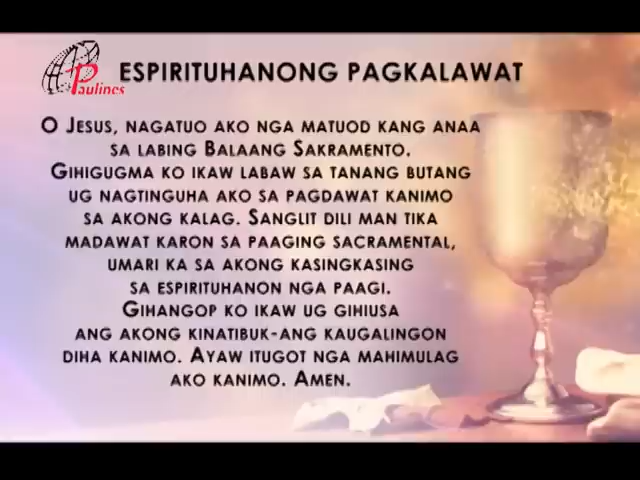 Paulines
ESPIRITUHANONG PAGKALAWAT
O JESUS, NAGATUO AKO NGA MATUOD KANG ANAA
SA LABING BALAANG SAKRAMENTO.
GIHIGUGMA KO IKAW LABAW SA TANANG BUTANG
UG NAGTINGUHA AKO SA PAGDAWAT KANIMO
SA AKONG KALAG. SANGLIT DILI MAN TIKA
MADAWAT KARON SA PAAGING SACRAMENTAL,
UMARI KA SA AKONG KASINGKASING
SA ESPIRITUHANON NGA PAAGI.
GIHANGOP KO IKAW UG GIHIUSA
ANG AKONG KINATIBUK-ANG KAUGALINGON
DIHA KANIMO. AYAW ITUGOT NGA MAHIMULAG
AKO KANIMO. AMEN.